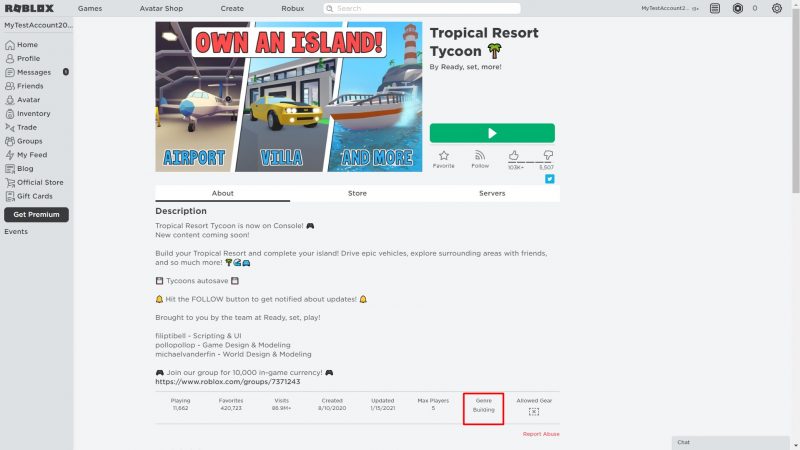 ROBLOX
Games
Avatar Shop
Create
Robux
Search
MyTestAccount20...
0
MyTestAccount20...
Home
Profile
Messages
Friends
Avatar
Inventory
Trade
Groups
My Feed
Blog
Official Store
Gift Cards
Get Premium
Events
OWN AN ISLAND!
AIRPORT
VILLA
AND MORE
Tropical Resort
Tycoon 🌴
By Ready, set, more!
Favorite
Follow
103K+
5,507
About
Store
Servers
Description
Tropical Resort Tycoon is now on Console! 🎮
New content coming soon!
Build your Tropical Resort and complete your island! Drive epic vehicles, explore surrounding areas with friends,
and so much more! 🌴🌊🚘
💾 Tycoons autosave 💾
🔔 Hit the FOLLOW button to get notified about updates! 🔔
Brought to you by the team at Ready, set, play!
filiptibell - Scripting & UI
pollopollop - Game Design & Modeling
michaelvanderfin - World Design & Modeling
🎮 Join our group for 10,000 in-game currency! 🎮
https://www.roblox.com/groups/7371243
Playing
Favorites
Visits
Created
Updated
Max Players
Genre
Allowed Gear
11,662
420,723
86.9M+
8/10/2020
1/15/2021
5
Building
Report Abuse
Chat